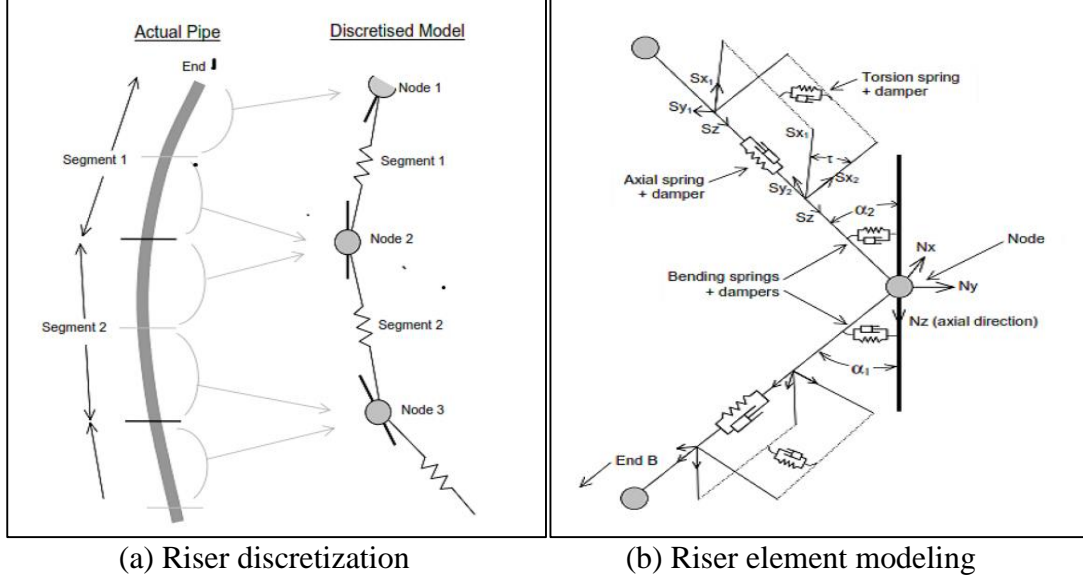 Actual Pipe
Discretised Model
End
Node 1
Segment 1
Segment 1
Node 2
Segment 2
Segment 2
Node 3
Sx1
Torsion spring
+ damper
Sy1
Sz
Sx1
τ
Axial spring
+ damper
Sy2
Sx2
Sz
α2
Node
Nx
Bending springs
+ dampers
Ny
Nz (axial direction)
α1
End B
(a) Riser discretization
(b) Riser element modeling